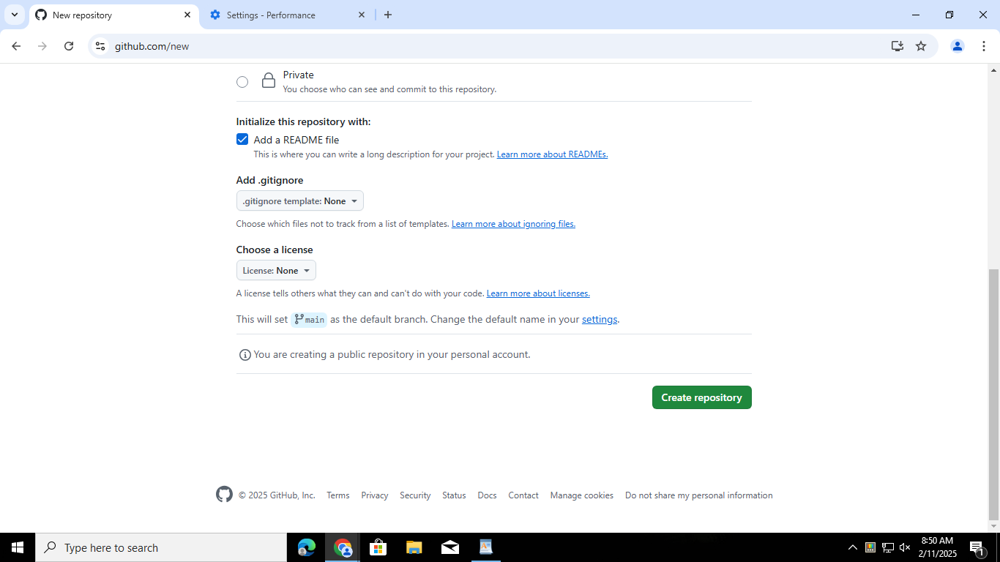 New repository
Settings - Performance
github.com/new
Private
You choose who can see and commit to this repository.
Initialize this repository with:
Add a README file
This is where you can write a long description for your project. Learn more about READMEs.
Add .gitignore
.gitignore template: None
Choose which files not to track from a list of templates. Learn more about ignoring files.
Choose a license
License: None
A license tells others what they can and can't do with your code. Learn more about licenses.
This will set main as the default branch. Change the default name in your settings.
You are creating a public repository in your personal account.
Create repository
© 2025 GitHub, Inc. Terms Privacy Security Status Docs Contact Manage cookies Do not share my personal information
Type here to search
8:50 AM
2/11/2025
1